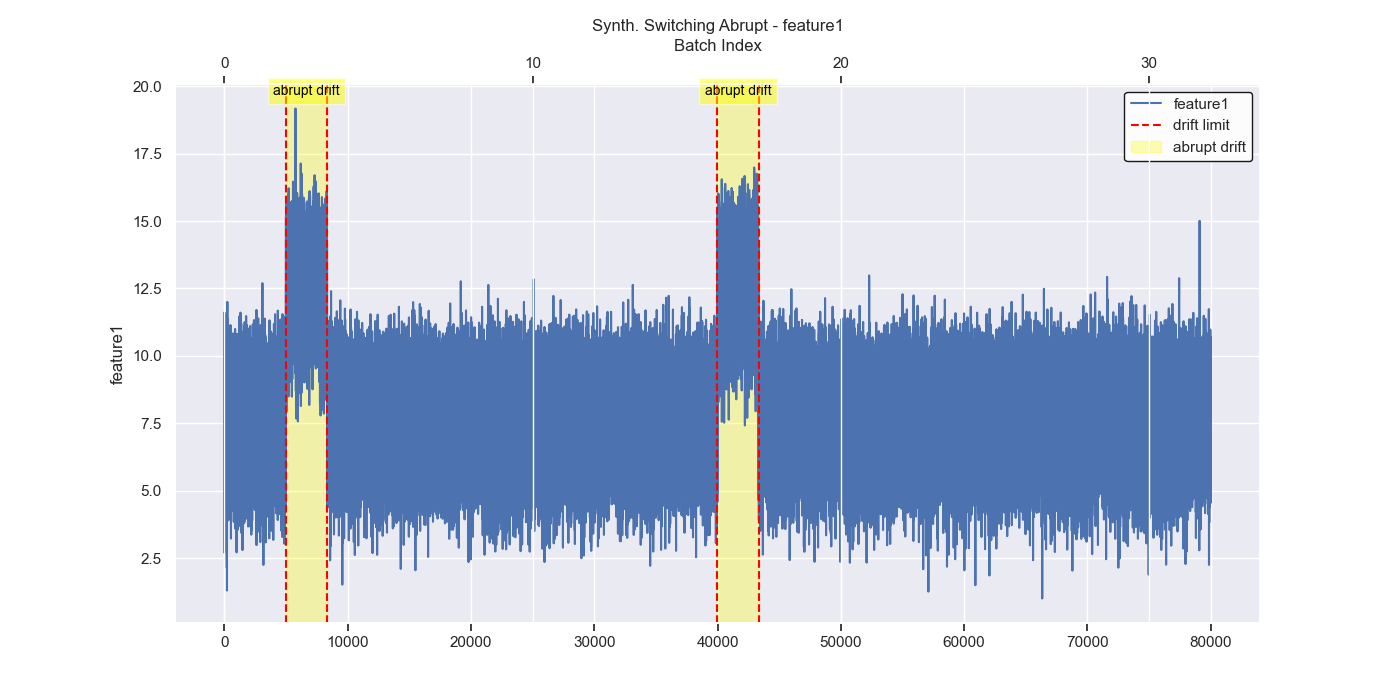 Synth. Switching Abrupt - feature1
Batch Index
0 10 20 30
abrupt drift abrupt drift
feature1
drift limit
abrupt drift
20.0
17.5
15.0
12.5
10.0
7.5
5.0
2.5
feature1
0 10000 20000 30000 40000 50000 60000 70000 80000